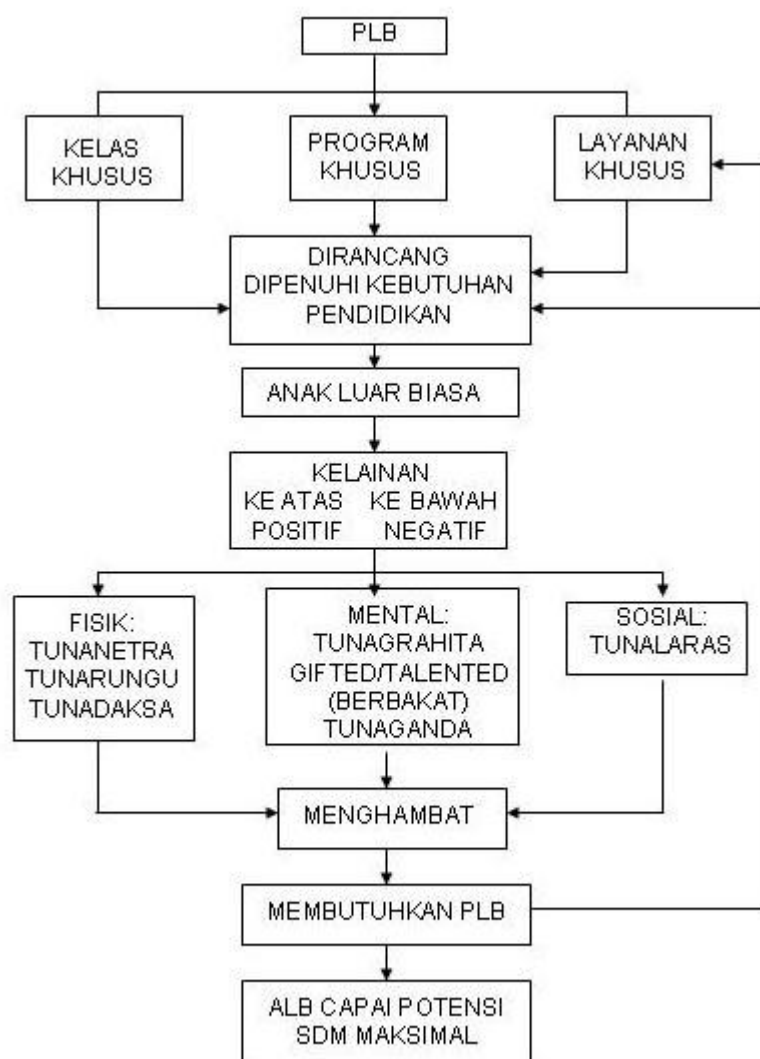 PLB
KELAS
KHUSUS
PROGRAM
KHUSUS
LAYANAN
KHUSUS
DIRANCANG
DIPENUHI KEBUTUHAN
PENDIDIKAN
ANAK LUAR BIASA
KELAINAN
KE ATAS KE BAWAH
POSITIF NEGATIF
FISIK:
TUNANETRA
TUNARUNGU
TUNADAKSA
MENTAL:
TUNAGRAHITA
GIFTED/TALENTED
(BERBAKAT)
TUNAGANDA
SOSIAL:
TUNALARAS
MENGHAMBAT
MEMBUTUHKAN PLB
ALB CAPAI POTENSI
SDM MAKSIMAL